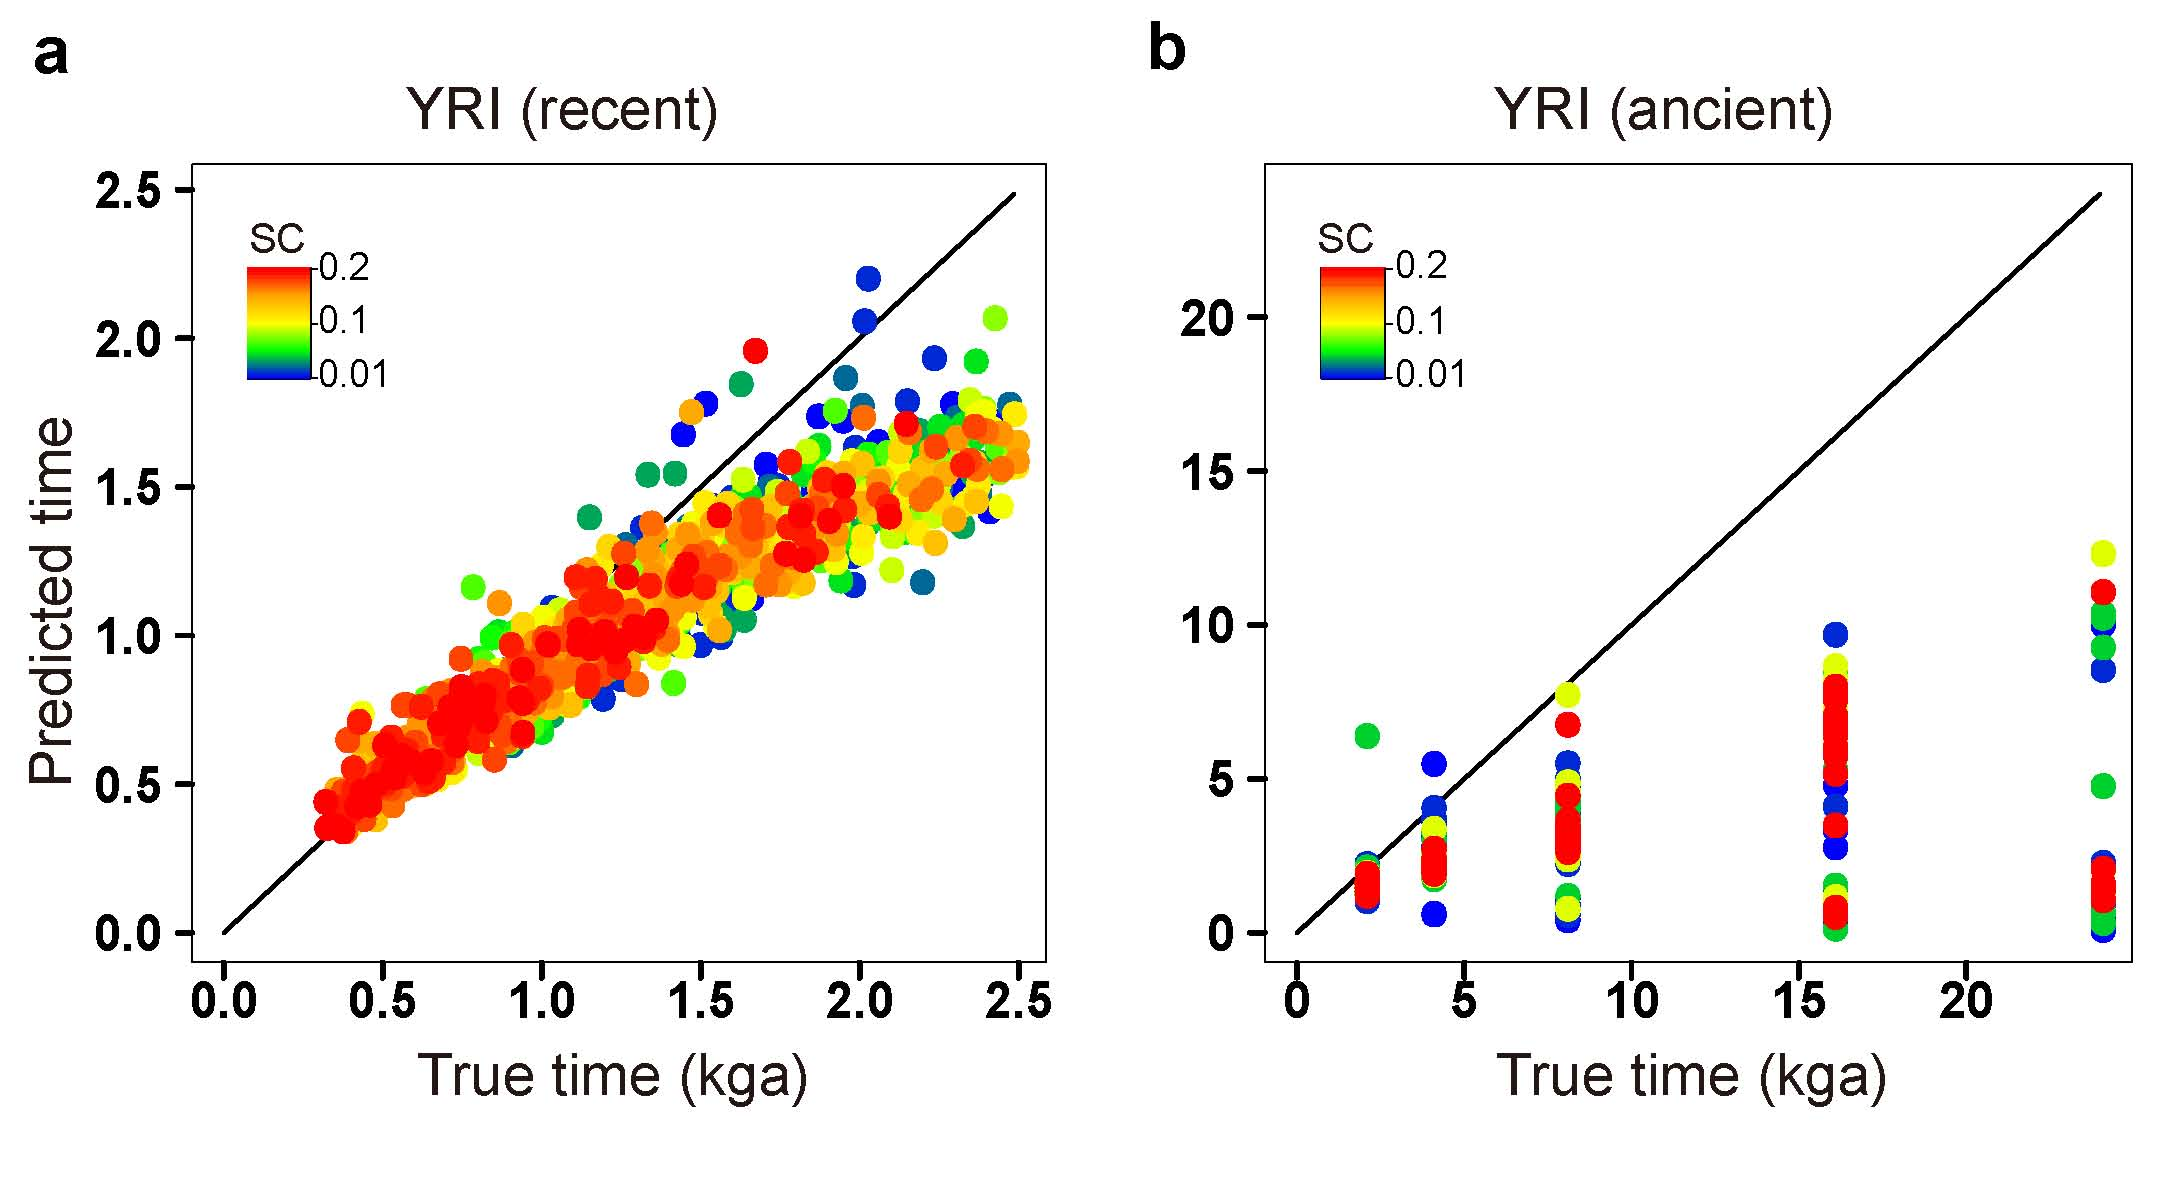 a
YRI (recent)
2.5
2.0
1.5
1.0
0.5
0.0
Predicted time
SC
0.2
0.1
0.01
0.0 0.5 1.0 1.5 2.0 2.5
True time (kga)
b
YRI (ancient)
20
15
10
5
0
SC
0.2
0.1
0.01
0 5 10 15 20
True time (kga)